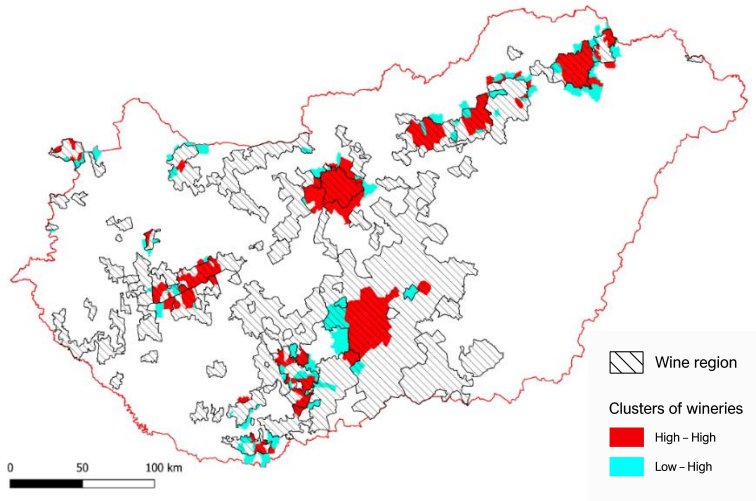 Wine region
Clusters of wineries
High – High
Low – High
0 50 100 km